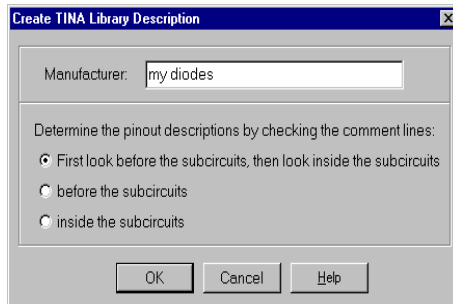 Create TINA Library Description
Manufacturer: my diodes
Determine the pinout descriptions by checking the comment lines:
First look before the subcircuits, then look inside the subcircuits
before the subcircuits
inside the subcircuits
OK Cancel Help